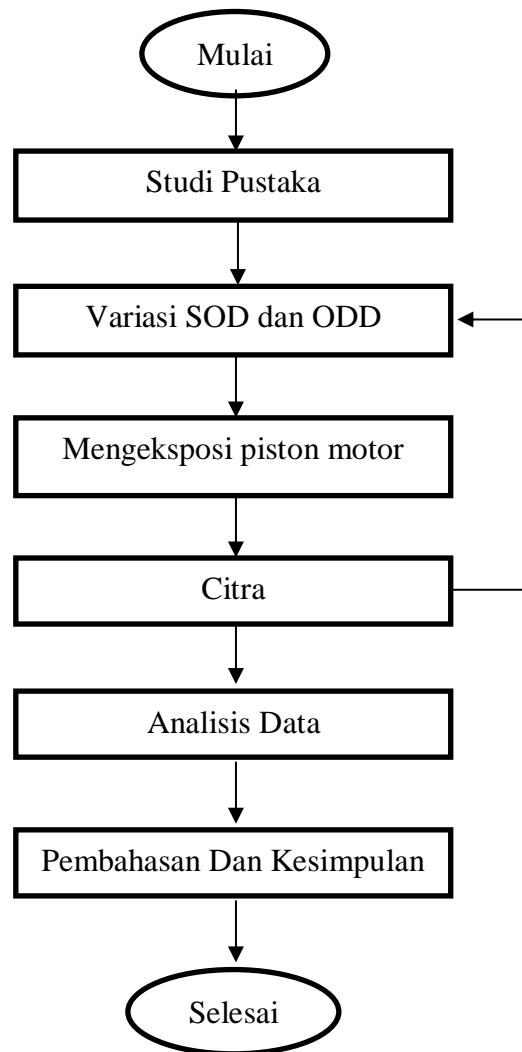 Mulai
Studi Pustaka
Variasi SOD dan ODD
Mengeksposi piston motor
Citra
Analisis Data
Pembahasan Dan Kesimpulan
Selesai